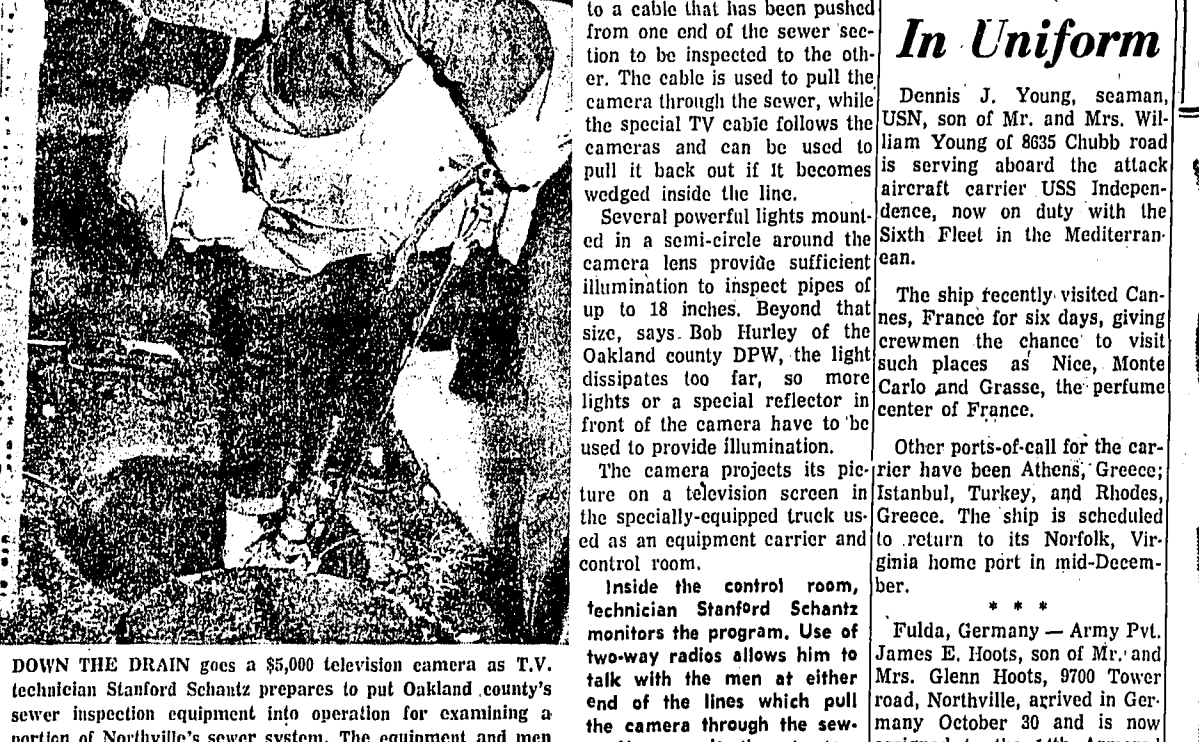 to a cable that has been pushed
from one end of the sewer sec-
tion to be inspected to the oth-
er. The cable is used to pull the
camera through the sewer, while
the special TV cable follows the
cameras and can be used to
pull it back out if it becomes
wedged inside the line.
Several powerful lights mount-
ed in a semi-circle around the
camera lens provide sufficient
illumination to inspect pipes of
up to 18 inches. Beyond that
size, says Bob Hurley of the
Oakland county DPW, the light
dissipates too far, so more
lights or a special reflector in
front of the camera have to be
used to provide illumination.
The camera projects its pic-
ture on a television screen in
the specially-equipped truck us-
ed as an equipment carrier and
control room.
Inside the control room,
technician Stanford Schantz
monitors the program. Use of
two-way radios allows him to
talk with the men at either
end of the lines which pull
the camera through the sew-
DOWN THE DRAIN goes a $5,000 television camera as T.V.
technician Stanford Schantz prepares to put Oakland county's
sewer inspection equipment into operation for examining a
portion of Northville's sewer system. The equipment and men
In Uniform
Dennis J. Young, seaman,
USN, son of Mr. and Mrs. Wil-
liam Young of 8635 Chubb road
is serving aboard the attack
aircraft carrier USS Indepen-
dence, now on duty with the
Sixth Fleet in the Mediterran-
ean.
The ship recently visited Can-
nes, France for six days, giving
crewmen the chance to visit
such places as Nice, Monte
Carlo and Grasse, the perfume
center of France.
Other ports-of-call for the car-
rier have been Athens, Greece;
Istanbul, Turkey, and Rhodes,
Greece. The ship is scheduled
to return to its Norfolk, Vir-
ginia home port in mid-Decem-
ber.
* * *
Fulda, Germany — Army Pvt.
James E. Hoots, son of Mr. and
Mrs. Glenn Hoots, 9700 Tower
road, Northville, arrived in Ger-
many October 30 and is now